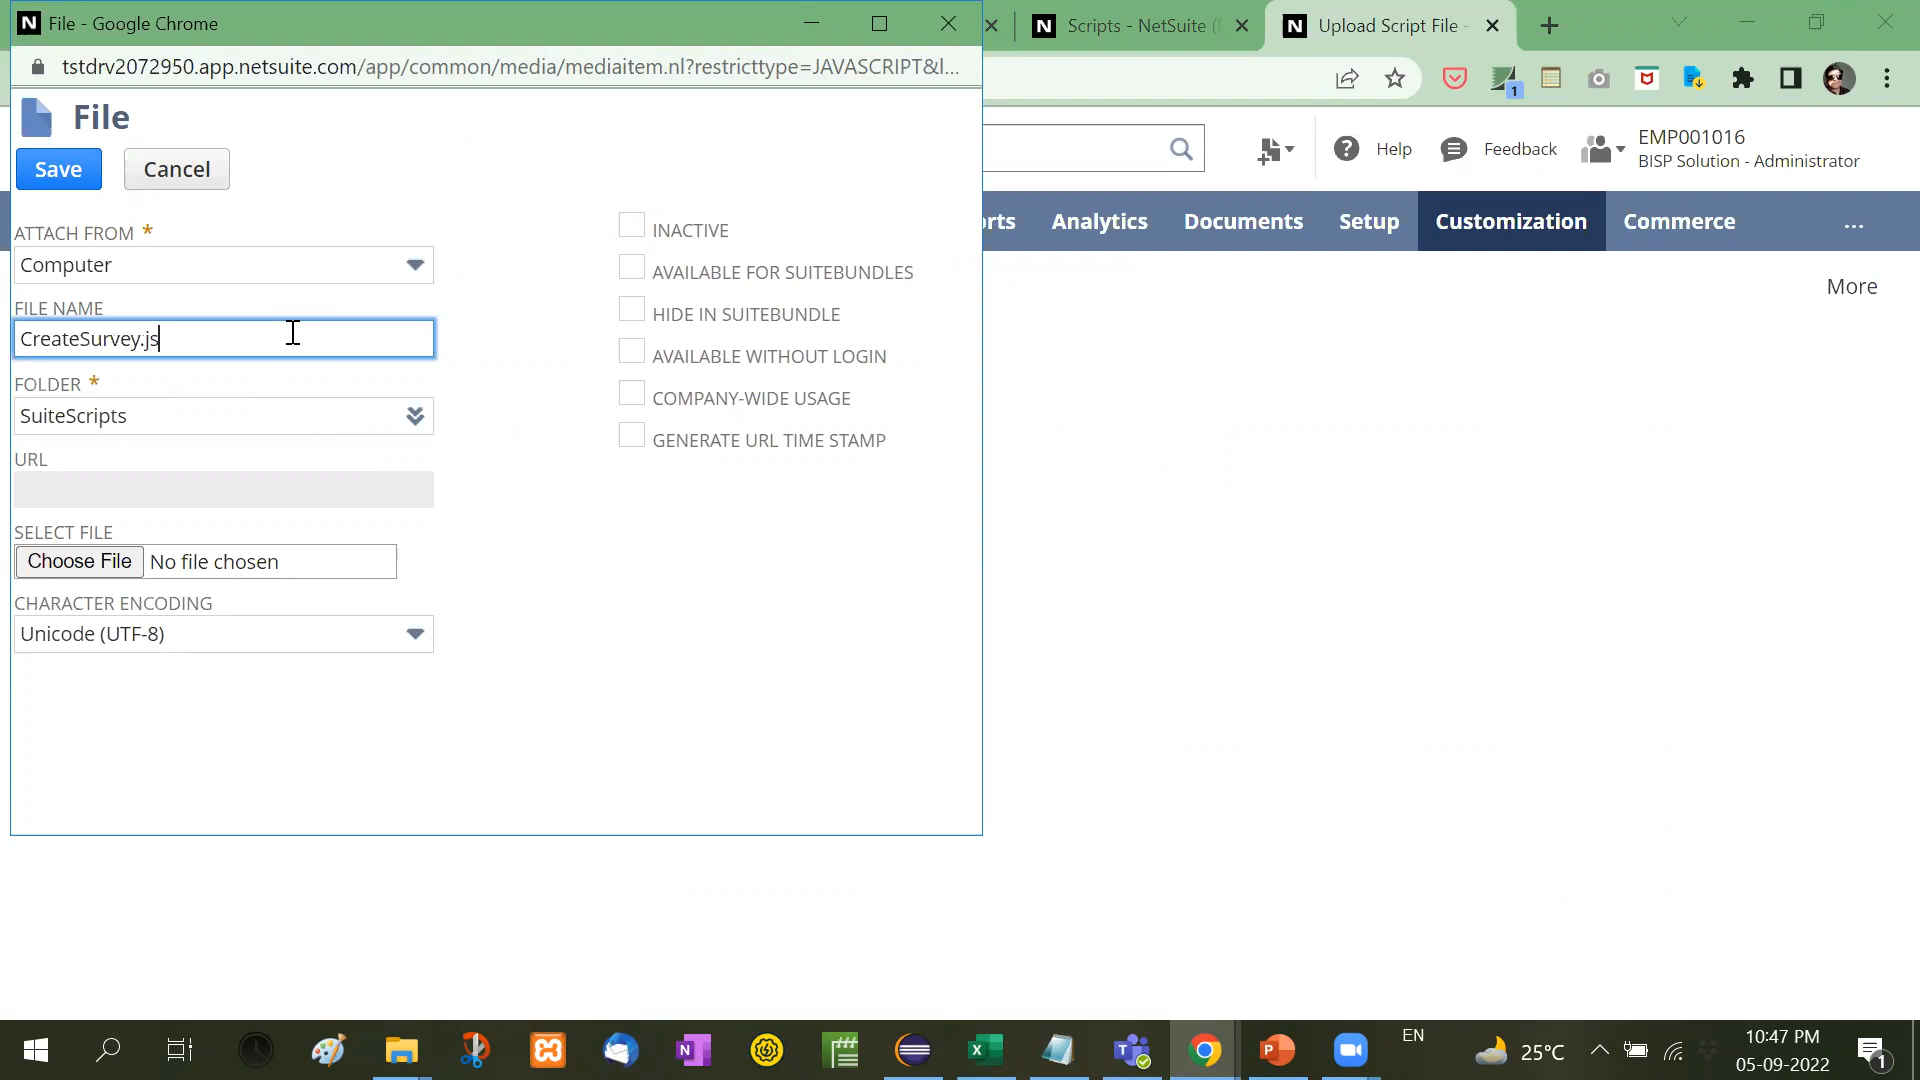 File - Google Chrome
Scripts - NetSuite (
Upload Script File -
tstdrv2072950.app.netsuite.com/app/common/media/mediaitem.nl?restricttype=JAVASCRIPT&l...
1
File
Save
Cancel
Help
Feedback
EMP001016
BISP Solution - Administrator
Analytics
Documents
Setup
Customization
Commerce
...
More
ATTACH FROM *
Computer
FILE NAME
CreateSurvey.js
FOLDER *
SuiteScripts
URL
SELECT FILE
Choose File
No file chosen
CHARACTER ENCODING
Unicode (UTF-8)
INACTIVE
AVAILABLE FOR SUITEBUNDLES
HIDE IN SUITEBUNDLE
AVAILABLE WITHOUT LOGIN
COMPANY-WIDE USAGE
GENERATE URL TIME STAMP
EN
25°C
10:47 PM
05-09-2022
1